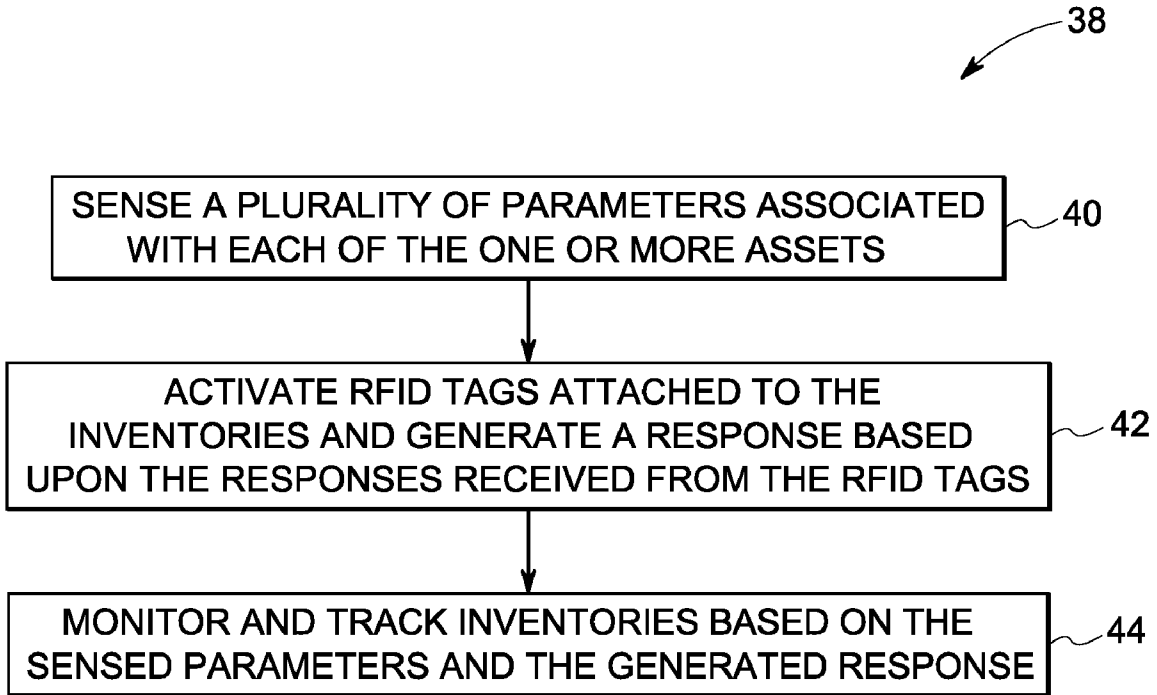 38
SENSE A PLURALITY OF PARAMETERS ASSOCIATED
WITH EACH OF THE ONE OR MORE ASSETS
40
ACTIVATE RFID TAGS ATTACHED TO THE
INVENTORIES AND GENERATE A RESPONSE BASED
UPON THE RESPONSES RECEIVED FROM THE RFID TAGS
42
MONITOR AND TRACK INVENTORIES BASED ON THE
SENSED PARAMETERS AND THE GENERATED RESPONSE
44